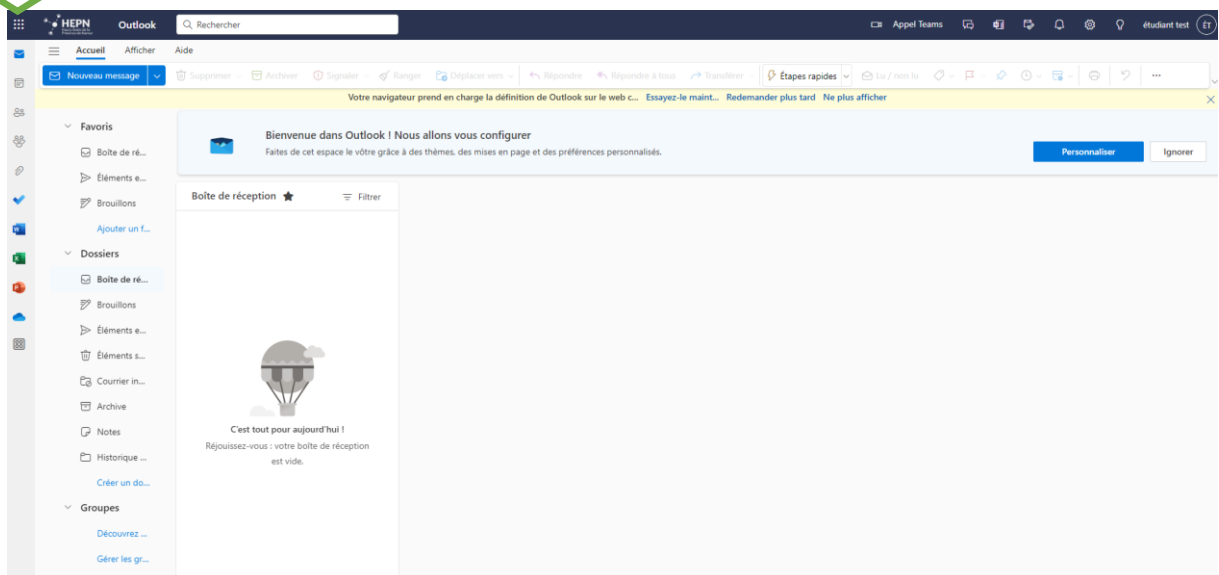 HEPN Outlook Rechercher Appel Teams étudiant test ÉT
Accueil Afficher Aide
Nouveau message Supprimer Archiver Signaler Ranger Déplacer vers Répondre Répondre à tous Transférer Étapes rapides Lu / non lu ...
Votre navigateur prend en charge la définition de Outlook sur le web c... Essayez-le maint... Redemander plus tard Ne plus afficher
Favoris
Boîte de ré...
Éléments e...
Brouillons
Ajouter un f...
Dossiers
Boîte de ré...
Brouillons
Éléments e...
Éléments s...
Courrier in...
Archive
Notes
Historique ...
Créer un do...
Groupes
Découvrez ...
Gérer les gr...
Bienvenue dans Outlook ! Nous allons vous configurer
Faites de cet espace le vôtre grâce à des thèmes, des mises en page et des préférences personnalisés.
Personnaliser Ignorer
Boîte de réception Filtrer
C'est tout pour aujourd'hui !
Réjouissez-vous : votre boîte de réception
est vide.